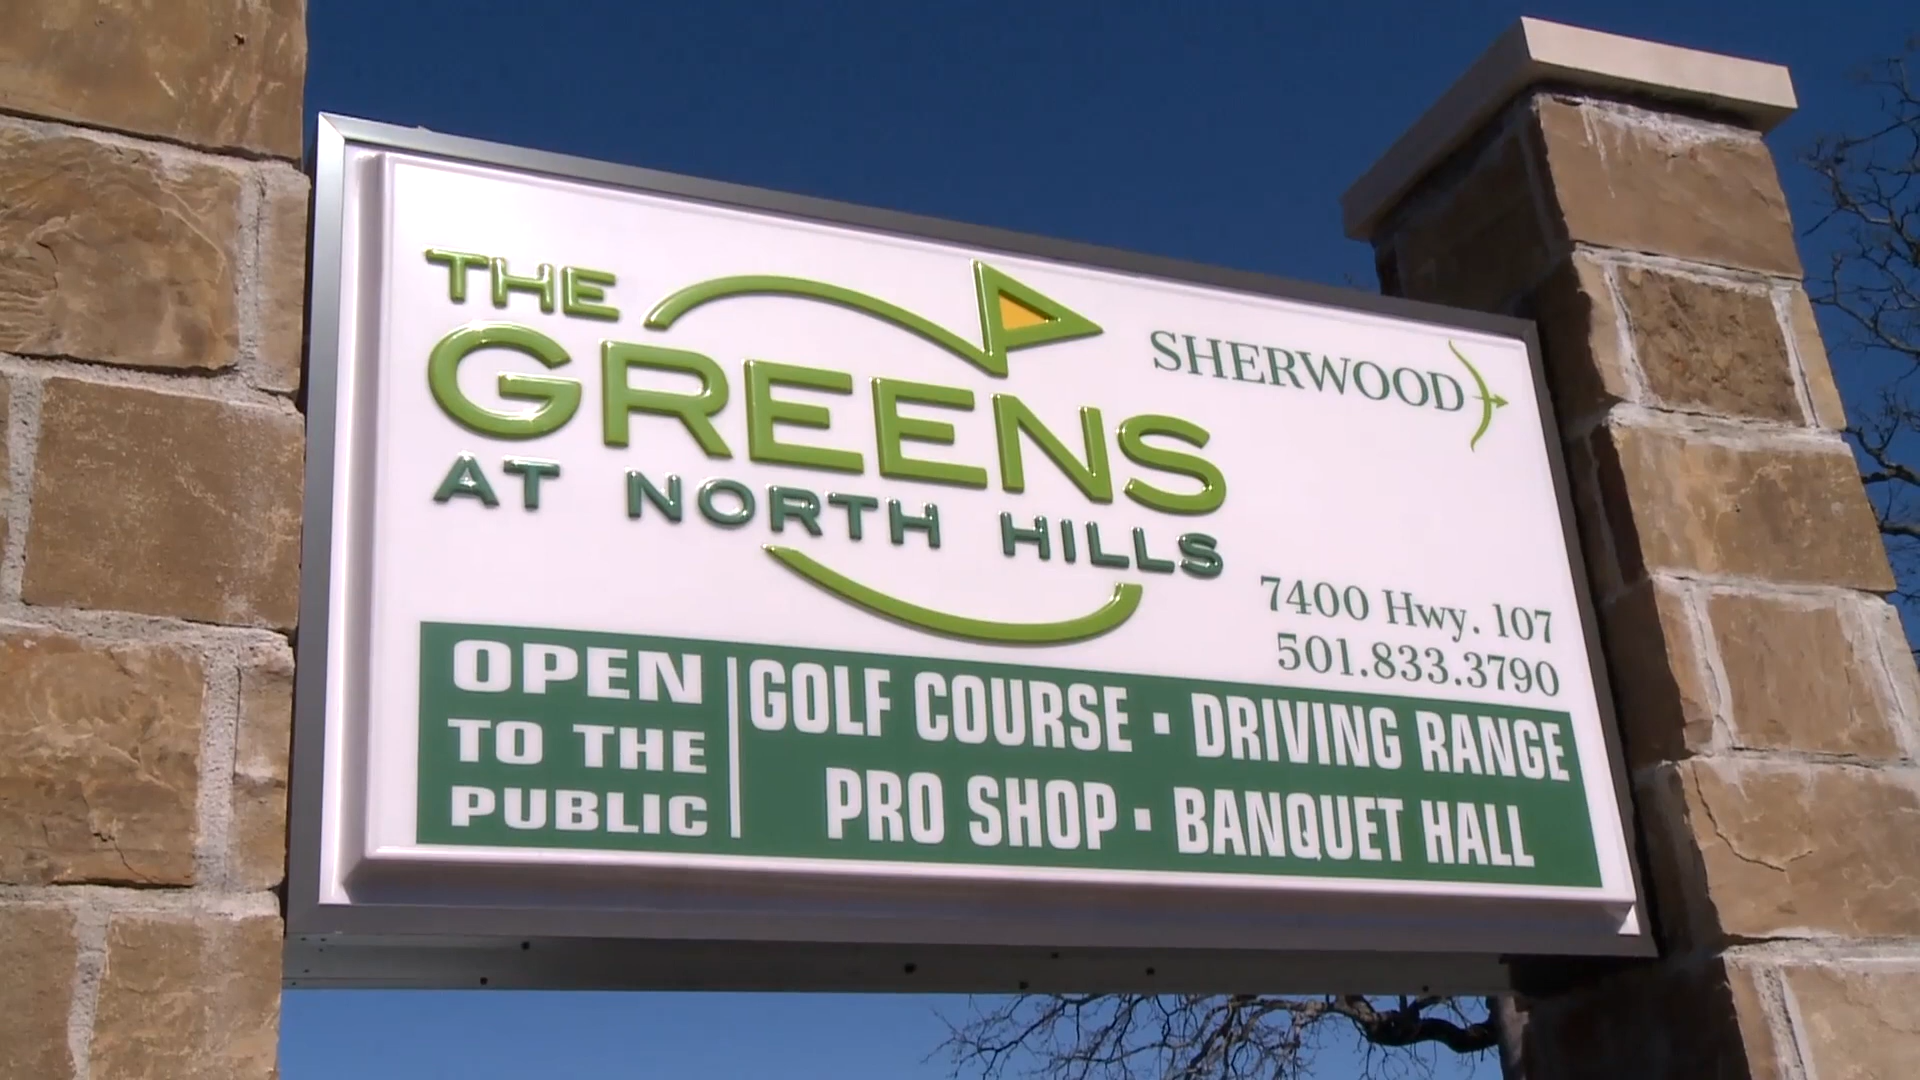 THE
GREENS
AT NORTH HILLS
SHERWOOD
7400 Hwy. 107
501.833.3790
OPEN
TO THE
PUBLIC
GOLF COURSE · DRIVING RANGE
PRO SHOP · BANQUET HALL